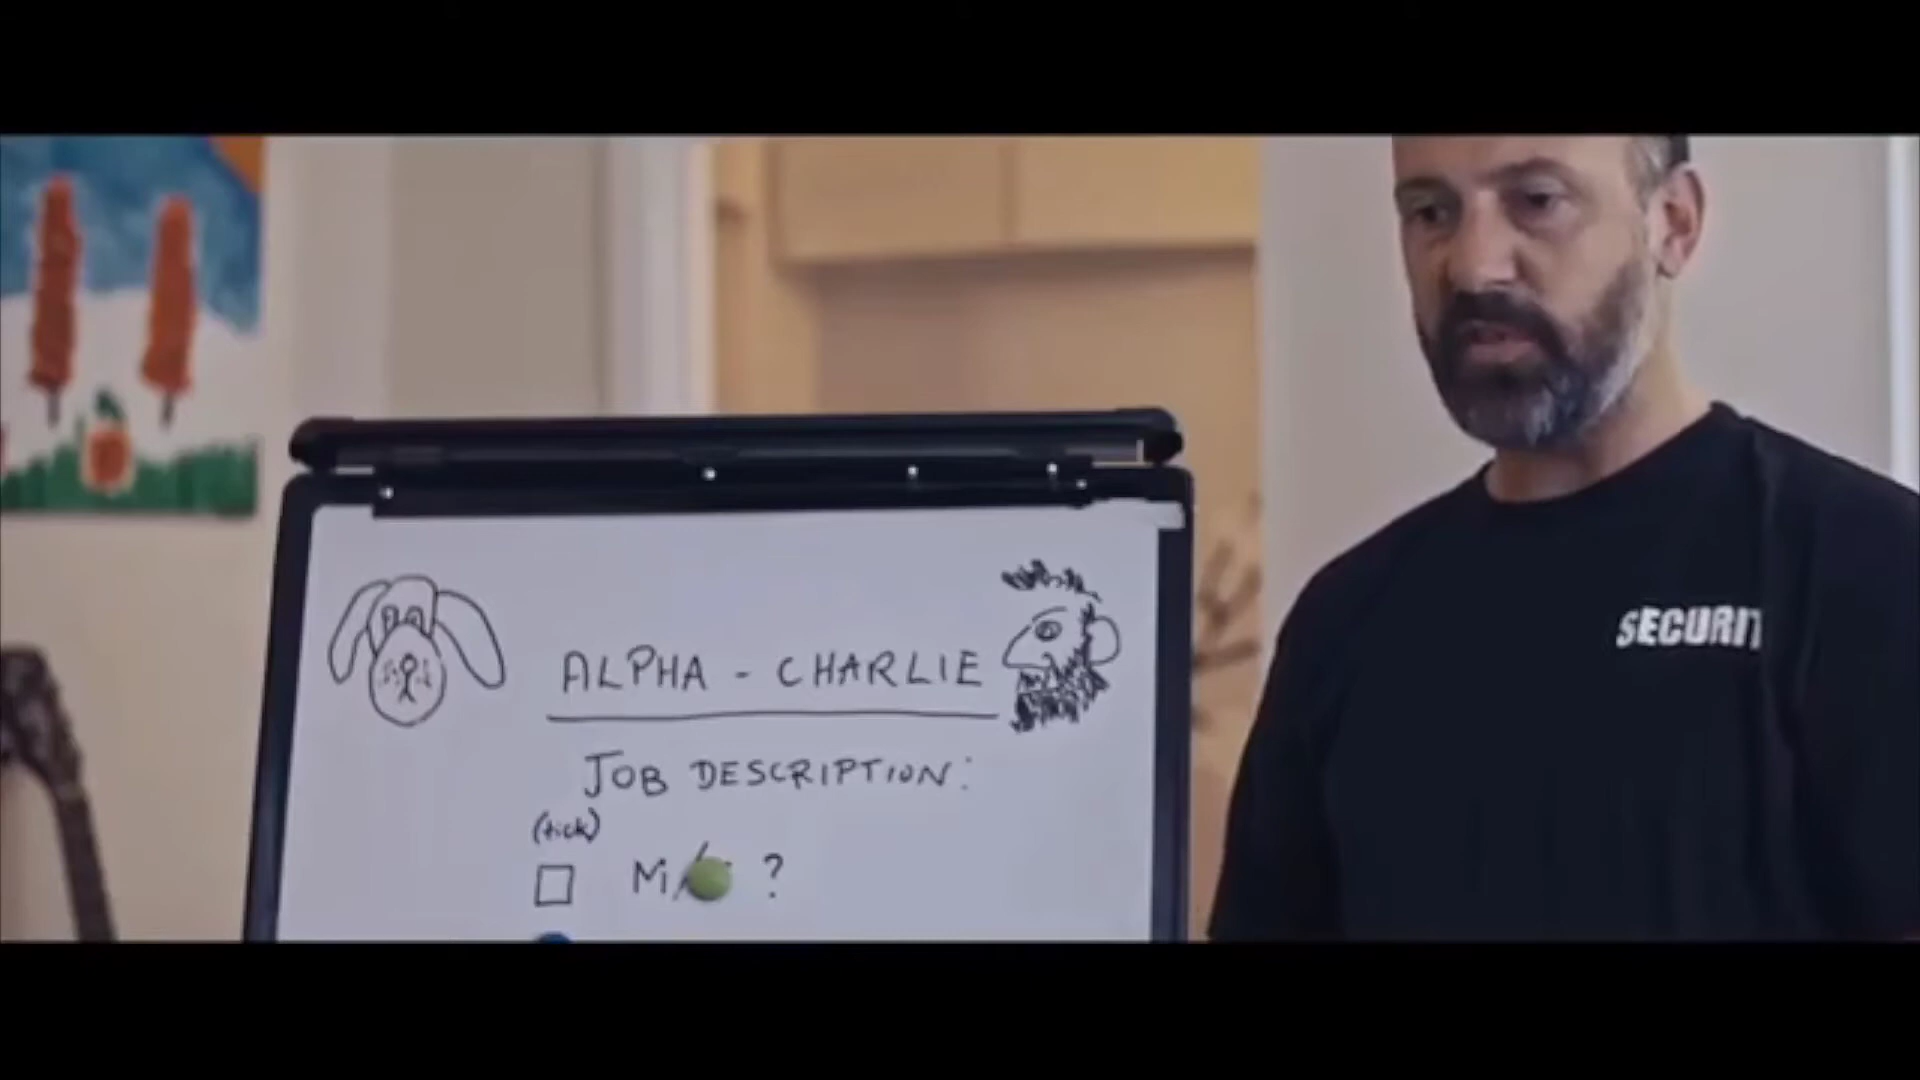 ALPHA - CHARLIE
JOB DESCRIPTION:
(tick)
?
SECURIT